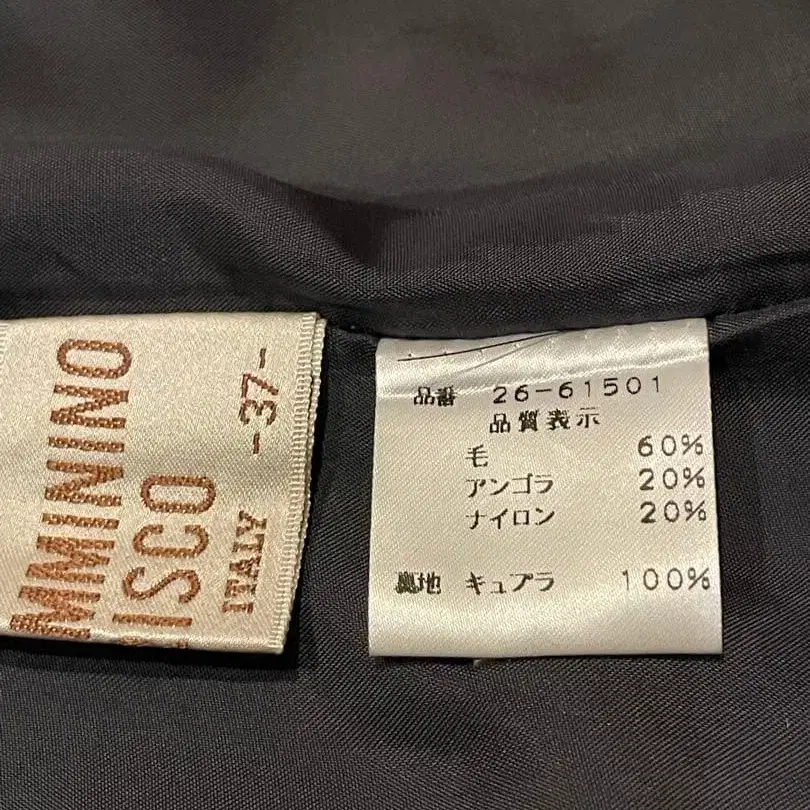 MMININO
ISCO
ITALY
-37-
品番 26-61501
品質表示
毛 60%
アンゴラ 20%
ナイロン 20%
裏地 キュプラ 100%